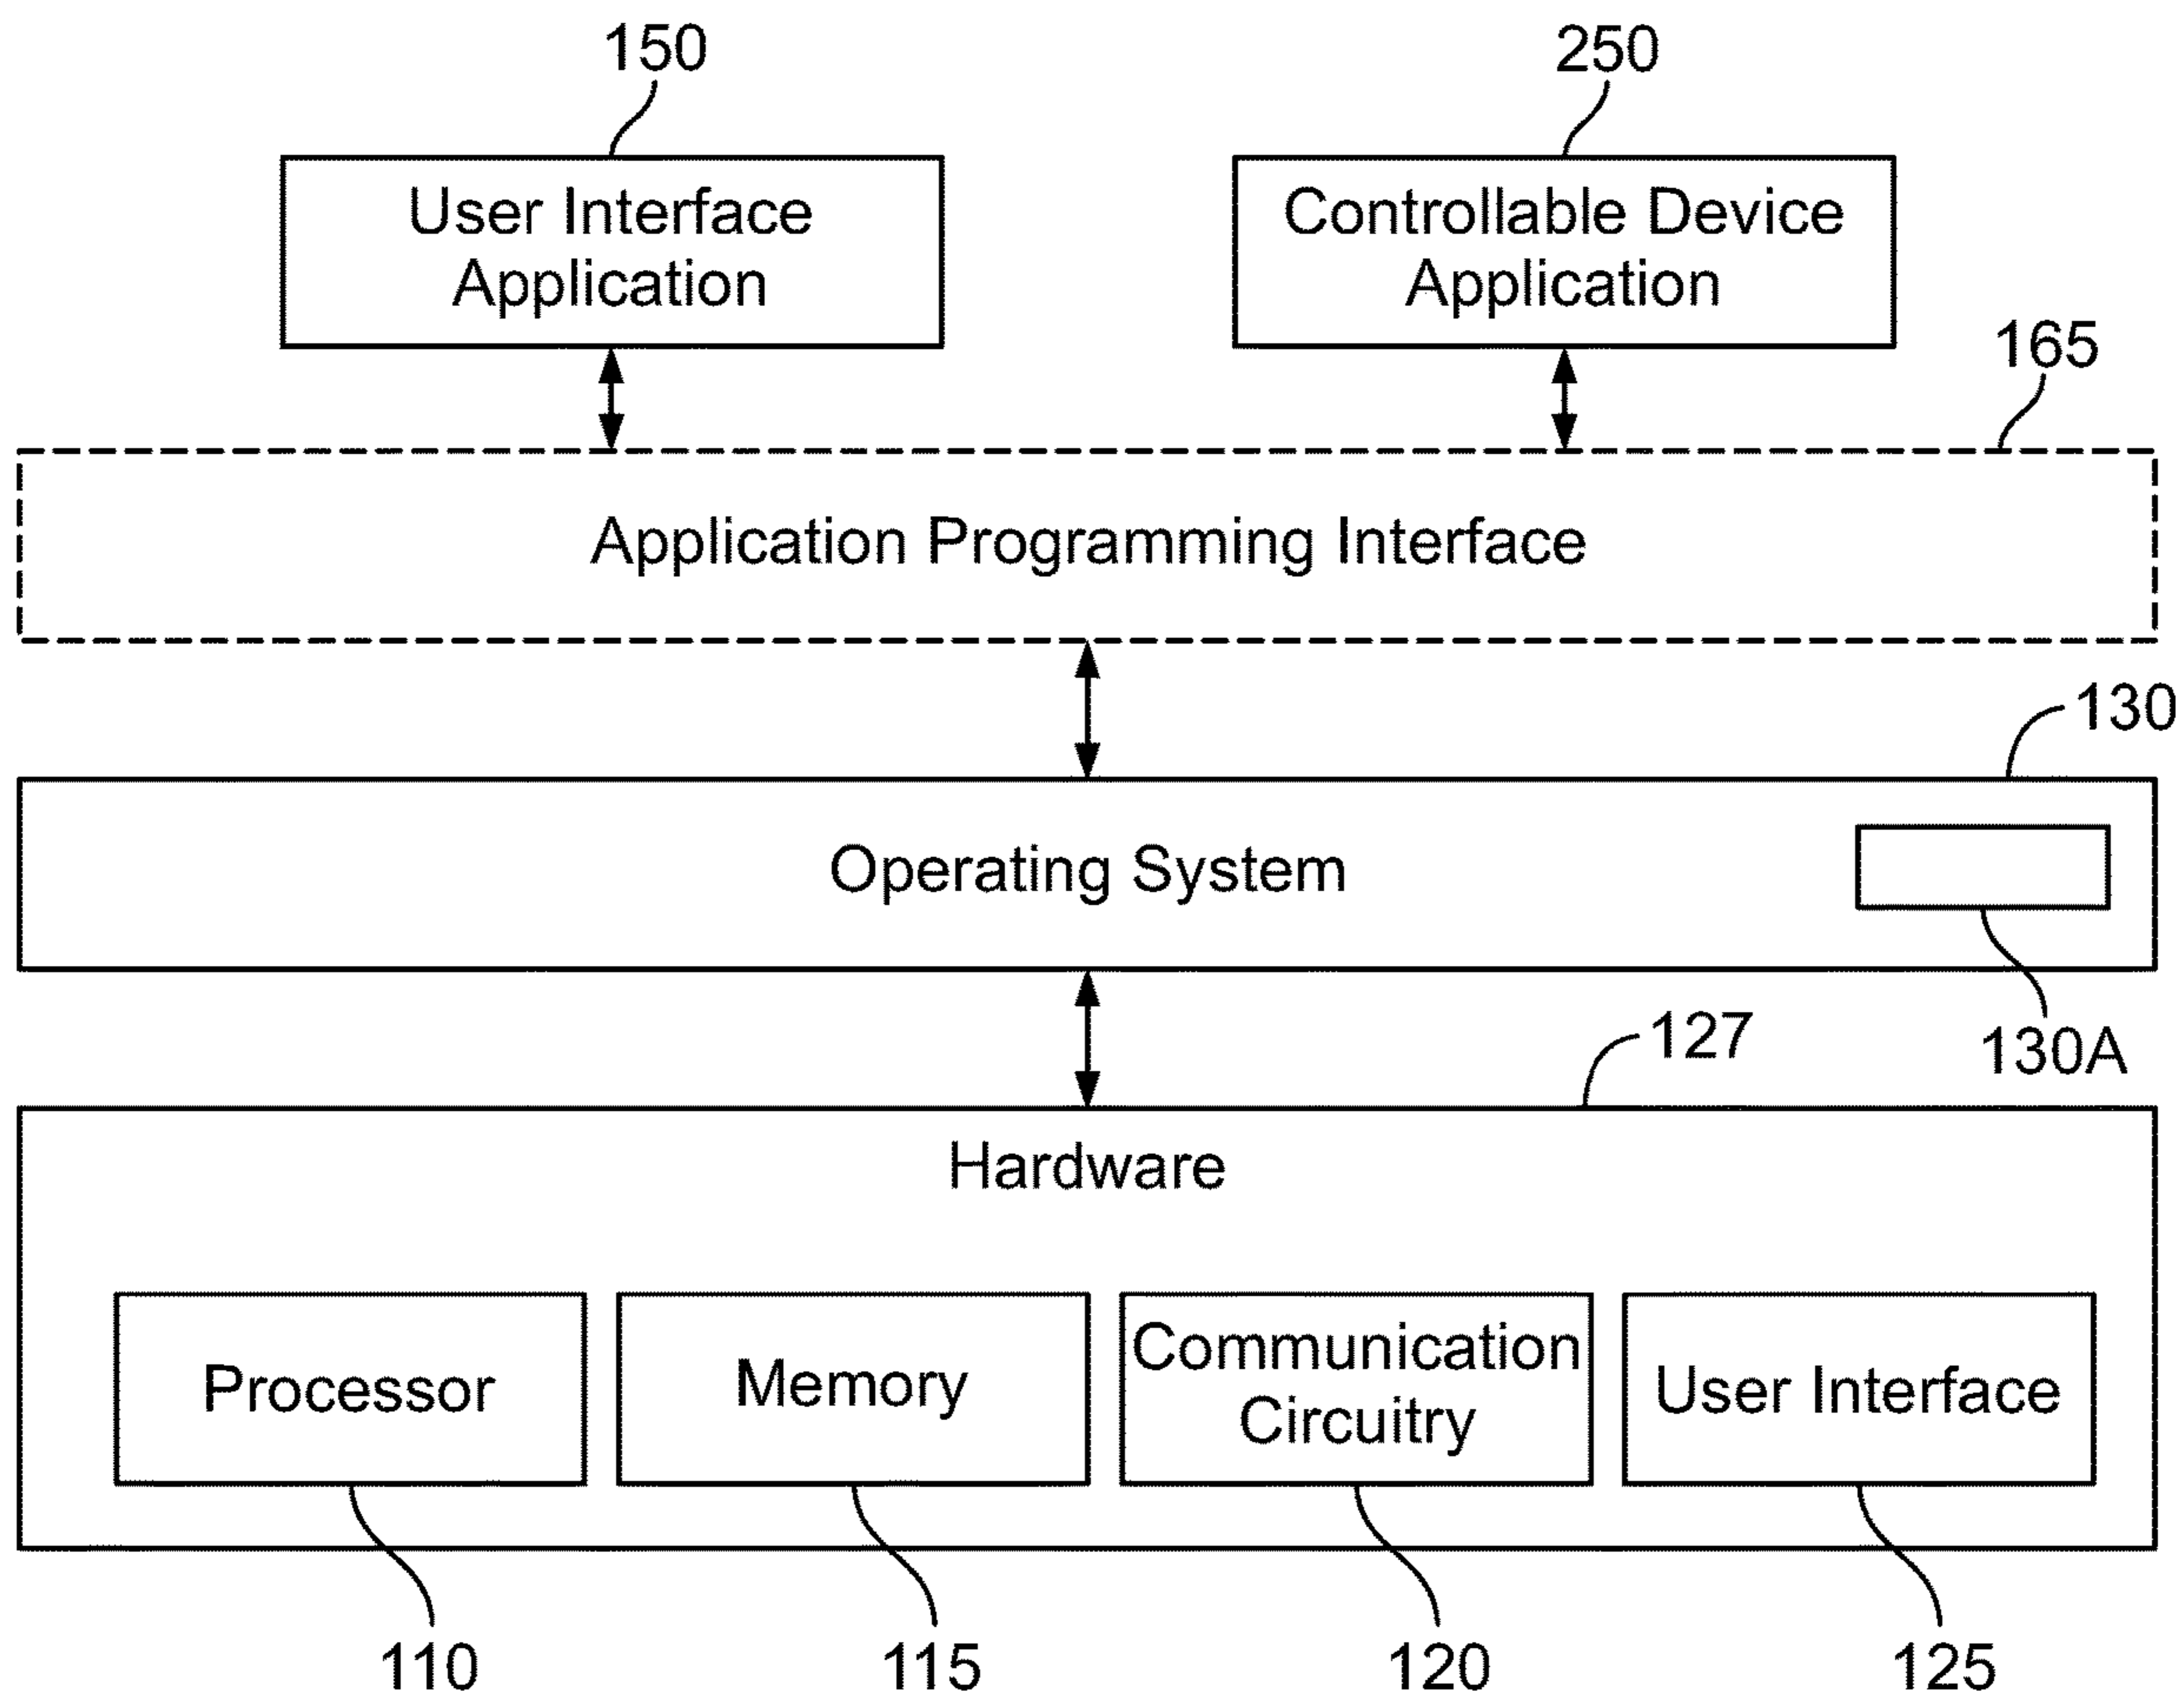 150
250
User Interface
Application
Controllable Device
Application
165
Application Programming Interface
130
Operating System
130A
127
Hardware
Processor
Memory
Communication
Circuitry
User Interface
110
115
120
125